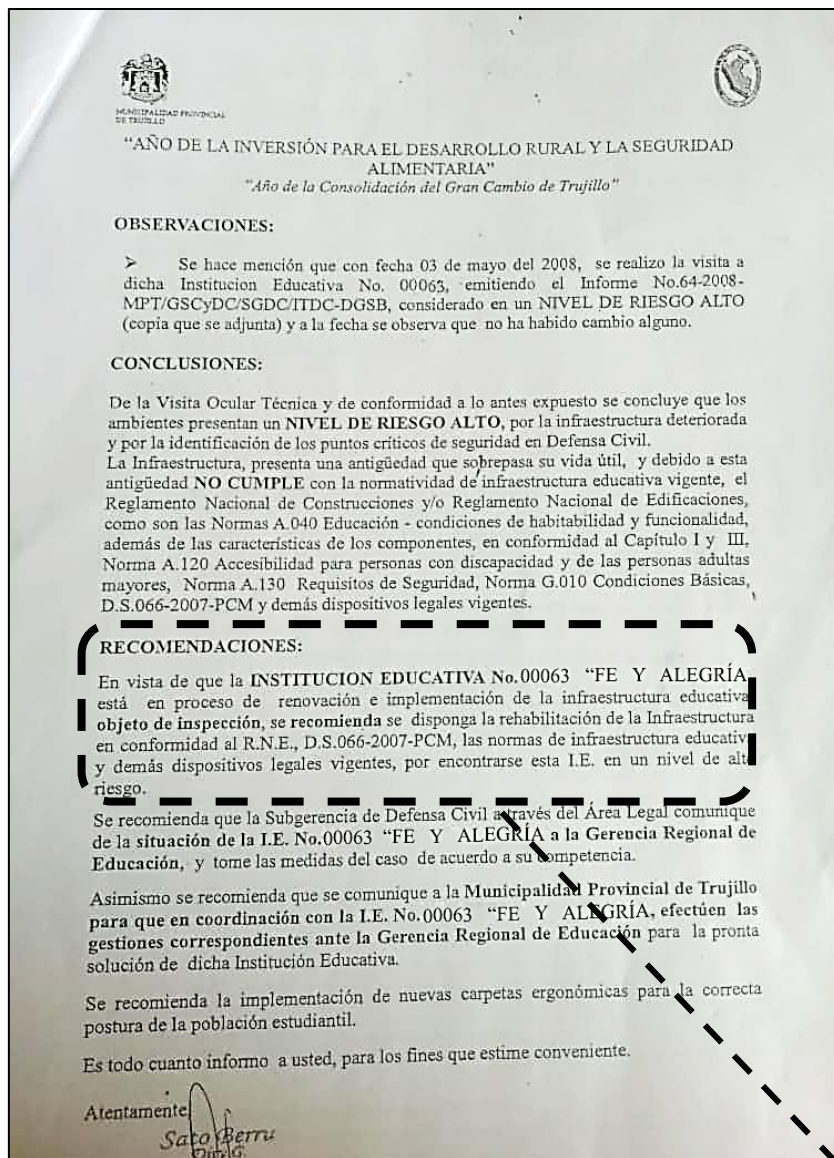 MUNICIPALIDAD PROVINCIAL
DE TRUJILLO
"AÑO DE LA INVERSIÓN PARA EL DESARROLLO RURAL Y LA SEGURIDAD
ALIMENTARIA"
"Año de la Consolidación del Gran Cambio de Trujillo"
OBSERVACIONES:
➤ Se hace mención que con fecha 03 de mayo del 2008, se realizo la visita a
dicha Institucion Educativa No. 00063, emitiendo el Informe No.64-2008-
MPT/GSCyDC/SGDC/ITDC-DGSB, considerado en un NIVEL DE RIESGO ALTO
(copia que se adjunta) y a la fecha se observa que no ha habido cambio alguno.
CONCLUSIONES:
De la Visita Ocular Técnica y de conformidad a lo antes expuesto se concluye que los
ambientes presentan un NIVEL DE RIESGO ALTO, por la infraestructura deteriorada
y por la identificación de los puntos criticos de seguridad en Defensa Civil.
La Infraestructura, presenta una antigüedad que sobrepasa su vida útil, y debido a esta
antigüedad NO CUMPLE con la normatividad de infraestructura educativa vigente, el
Reglamento Nacional de Construcciones y/o Reglamento Nacional de Edificaciones,
como son las Normas A.040 Educación - condiciones de habitabilidad y funcionalidad,
además de las características de los componentes, en conformidad al Capítulo I y III,
Norma A.120 Accesibilidad para personas con discapacidad y de las personas adultas
mayores, Norma A.130 Requisitos de Seguridad, Norma G.010 Condiciones Básicas,
D.S.066-2007-PCM y demás dispositivos legales vigentes.
RECOMENDACIONES:
En vista de que la INSTITUCION EDUCATIVA No.00063 "FE Y ALEGRÍA
está en proceso de renovación e implementación de la infraestructura educativa
objeto de inspección, se recomienda se disponga la rehabilitación de la Infraestructura
en conformidad al R.N.E., D.S.066-2007-PCM, las normas de infraestructura educativa
y demás dispositivos legales vigentes, por encontrarse esta I.E. en un nivel de alto
riesgo.
Se recomienda que la Subgerencia de Defensa Civil a través del Área Legal comunique
de la situación de la I.E. No.00063 "FE Y ALEGRÍA a la Gerencia Regional de
Educación, y tome las medidas del caso de acuerdo a su competencia.
Asimismo se recomienda que se comunique a la Municipalidad Provincial de Trujillo
para que en coordinación con la I.E. No.00063 "FE Y ALEGRÍA, efectúen las
gestiones correspondientes ante la Gerencia Regional de Educación para la pronta
solución de dicha Institución Educativa.
Se recomienda la implementación de nuevas carpetas ergonómicas para la correcta
postura de la población estudiantil.
Es todo cuanto informo a usted, para los fines que estime conveniente.
Atentamente
Berru